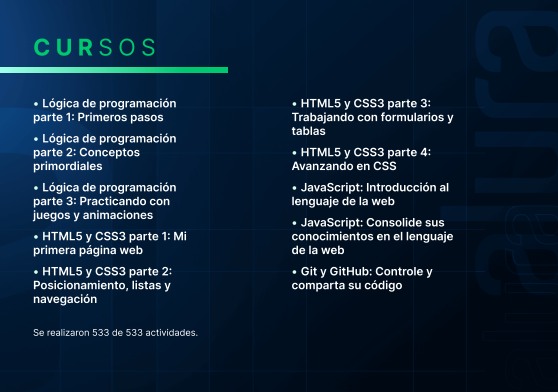 CURSOS
• Lógica de programación
parte 1: Primeros pasos
• Lógica de programación
parte 2: Conceptos
primordiales
• Lógica de programación
parte 3: Practicando con
juegos y animaciones
• HTML5 y CSS3 parte 1: Mi
primera página web
• HTML5 y CSS3 parte 2:
Posicionamiento, listas y
navegación
• HTML5 y CSS3 parte 3:
Trabajando con formularios y
tablas
• HTML5 y CSS3 parte 4:
Avanzando en CSS
• JavaScript: Introducción al
lenguaje de la web
• JavaScript: Consolide sus
conocimientos en el lenguaje
de la web
• Git y GitHub: Controle y
comparta su código
Se realizaron 533 de 533 actividades.
alura